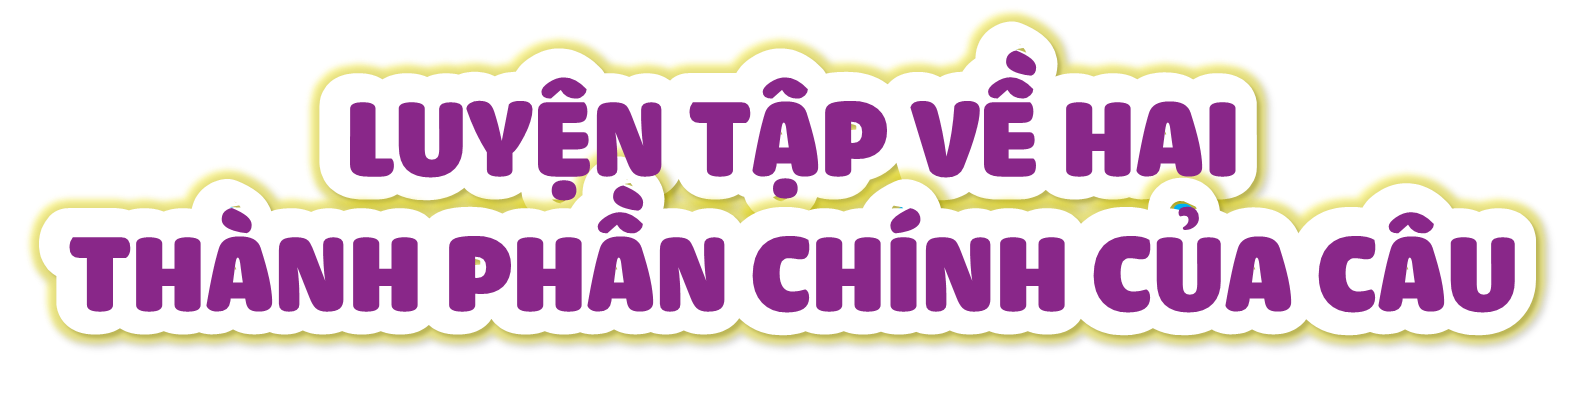 LUYỆN TẬP VỀ HAI
THÀNH PHẦN CHÍNH CỦA CÂU